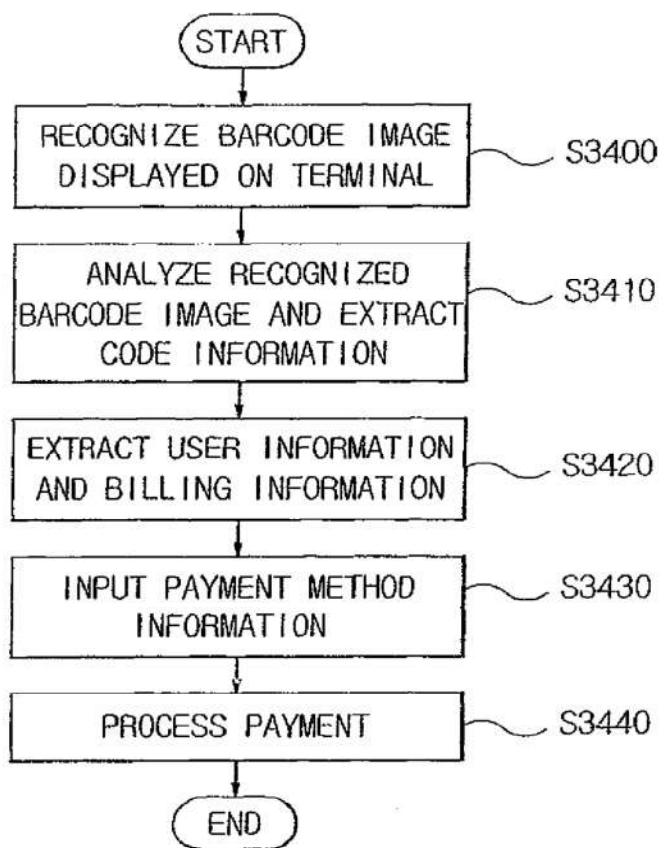 START
RECOGNIZE BARCODE IMAGE
DISPLAYED ON TERMINAL
S3400
ANALYZE RECOGNIZED
BARCODE IMAGE AND EXTRACT
CODE INFORMATION
S3410
EXTRACT USER INFORMATION
AND BILLING INFORMATION
S3420
INPUT PAYMENT METHOD
INFORMATION
S3430
PROCESS PAYMENT
S3440
END